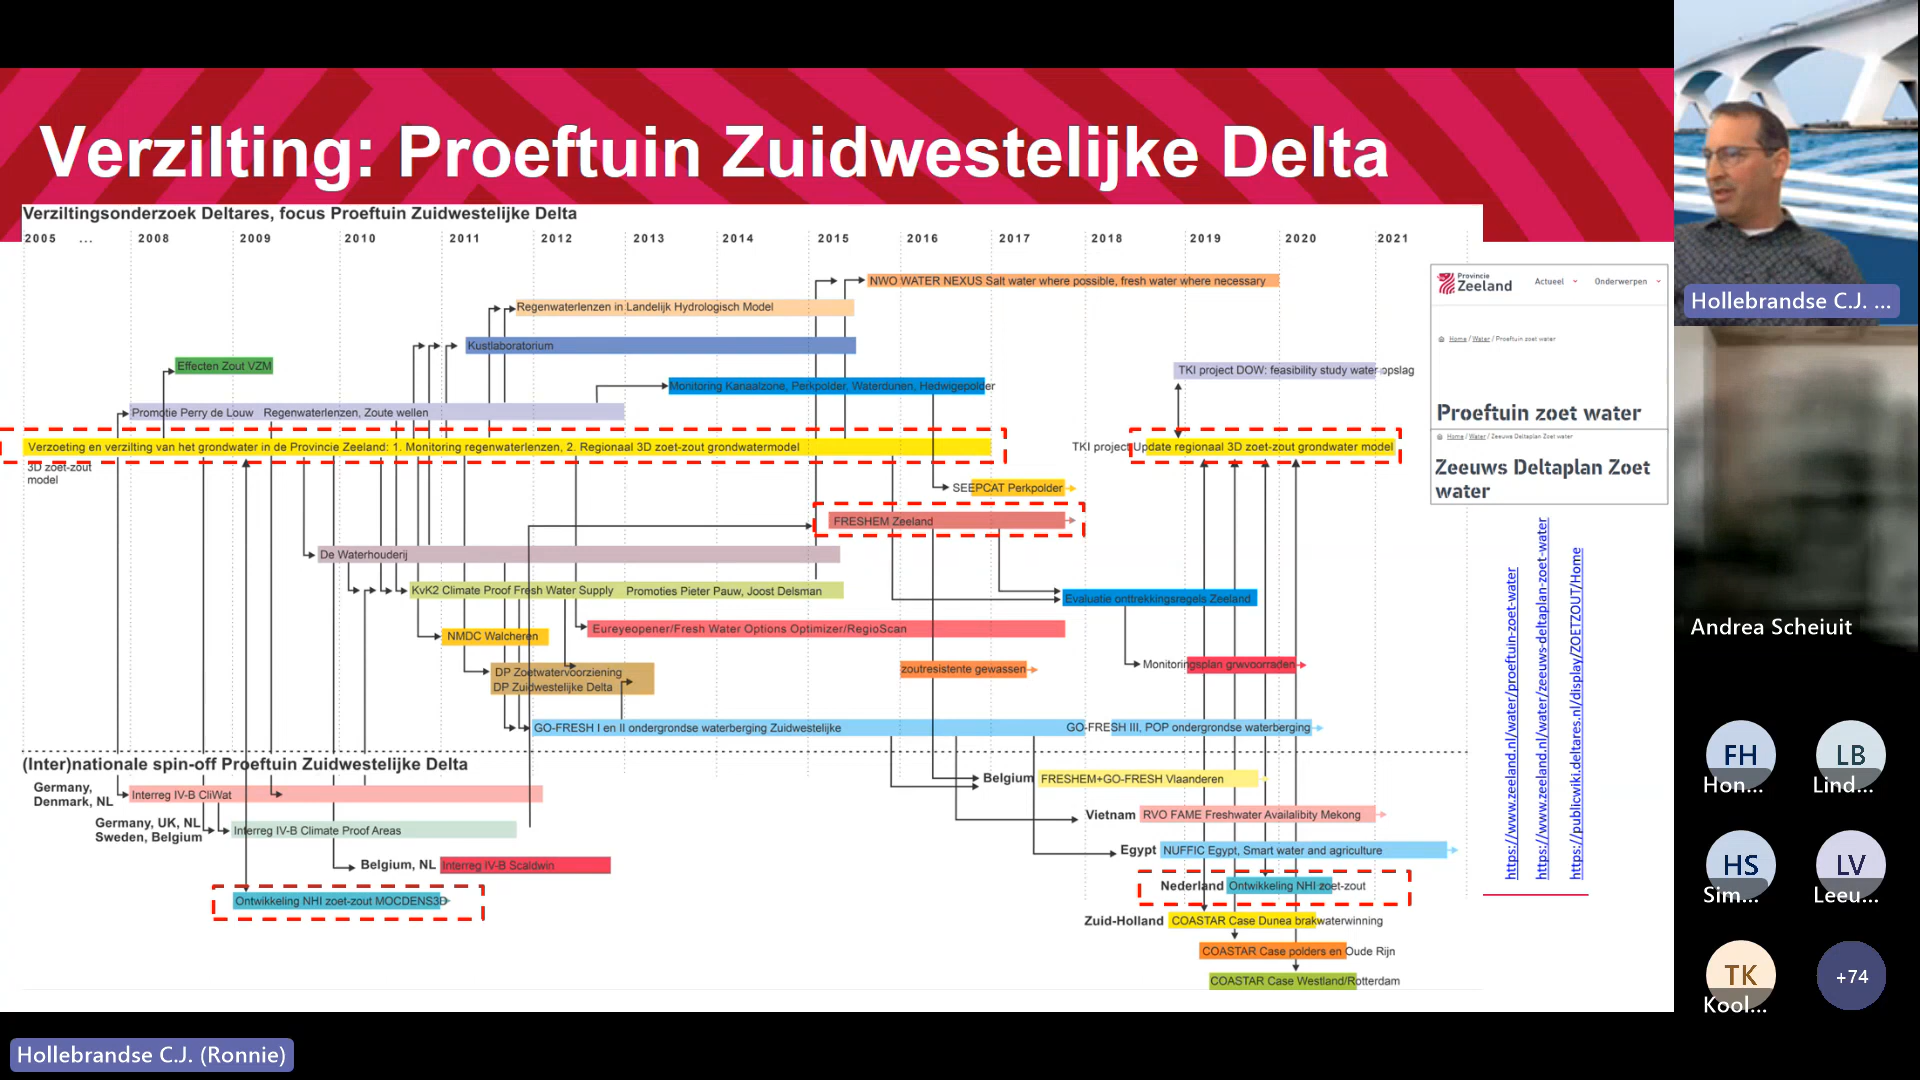 Verzilting: Proeftuin Zuidwestelijke Delta
Verziltingsonderzoek Deltares, focus Proeftuin Zuidwestelijke Delta
2005 ... 2008 2009 2010 2011 2012 2013 2014 2015 2016 2017 2018 2019 2020 2021
NWO WATER NEXUS Salt water where possible, fresh water where necessary
Regenwaterlenzen in Landelijk Hydrologisch Model
Kustlaboratorium
Effecten Zout VZM
TKI project DOW: feasibility study water opslag
Monitoring Kanaalzone, Perkpolder, Waterdunen, Hedwigepolder
Promotie Perry de Louw Regenwaterlenzen, Zoute wellen
Verzoeting en verzilting van het grondwater in de Provincie Zeeland: 1. Monitoring regenwaterlenzen, 2. Regionaal 3D zoet-zout grondwatermodel
TKI project Update regionaal 3D zoet-zout grondwater model
3D zoet-zout
model
SEEPCAT Perkpolder
FRESHEM Zeeland
De Waterhouderij
KvK2 Climate Proof Fresh Water Supply Promoties Pieter Pauw, Joost Delsman
Evaluatie onttrekkingsregels Zeeland
Eureyeopener/Fresh Water Options Optimizer/RegioScan
NMDC Walcheren
Monitoringsplan grwvoorraden
zoutresistente gewassen
DP Zoetwatervoorziening
DP Zuidwestelijke Delta
GO-FRESH I en II ondergrondse waterberging Zuidwestelijke
GO-FRESH III, POP ondergrondse waterberging
(Inter)nationale spin-off Proeftuin Zuidwestelijke Delta
Belgium FRESHEM+GO-FRESH Vlaanderen
Germany,
Denmark, NL
Interreg IV-B CliWat
Vietnam RVO FAME Freshwater Availalibity Mekong
Germany, UK, NL
Sweden, Belgium
Interreg IV-B Climate Proof Areas
Egypt NUFFIC Egypt, Smart water and agriculture
Belgium, NL Interreg IV-B Scaldwin
Nederland Ontwikkeling NHI zoet-zout
Ontwikkeling NHI zoet-zout MOCDENS3D
Zuid-Holland COASTAR Case Dunea brakwaterwinning
COASTAR Case polders en Oude Rijn
COASTAR Case Westland/Rotterdam
Provincie
Zeeland
Actueel Onderwerpen
Home / Water / Proeftuin zoet water
Proeftuin zoet water
Home / Water / Zeeuws Deltaplan Zoet water
Zeeuws Deltaplan Zoet
water
https://www.zeeland.nl/water/proeftuin-zoet-water
https://www.zeeland.nl/water/zeeuws-deltaplan-zoet-water
https://publicwiki.deltares.nl/display/ZOETZOUT/Home
Hollebrandse C.J. ...
Andrea Scheiuit
FH LB
Hon... Lind...
HS LV
Sim... Leeu...
TK +74
Kool...
Hollebrandse C.J. (Ronnie)